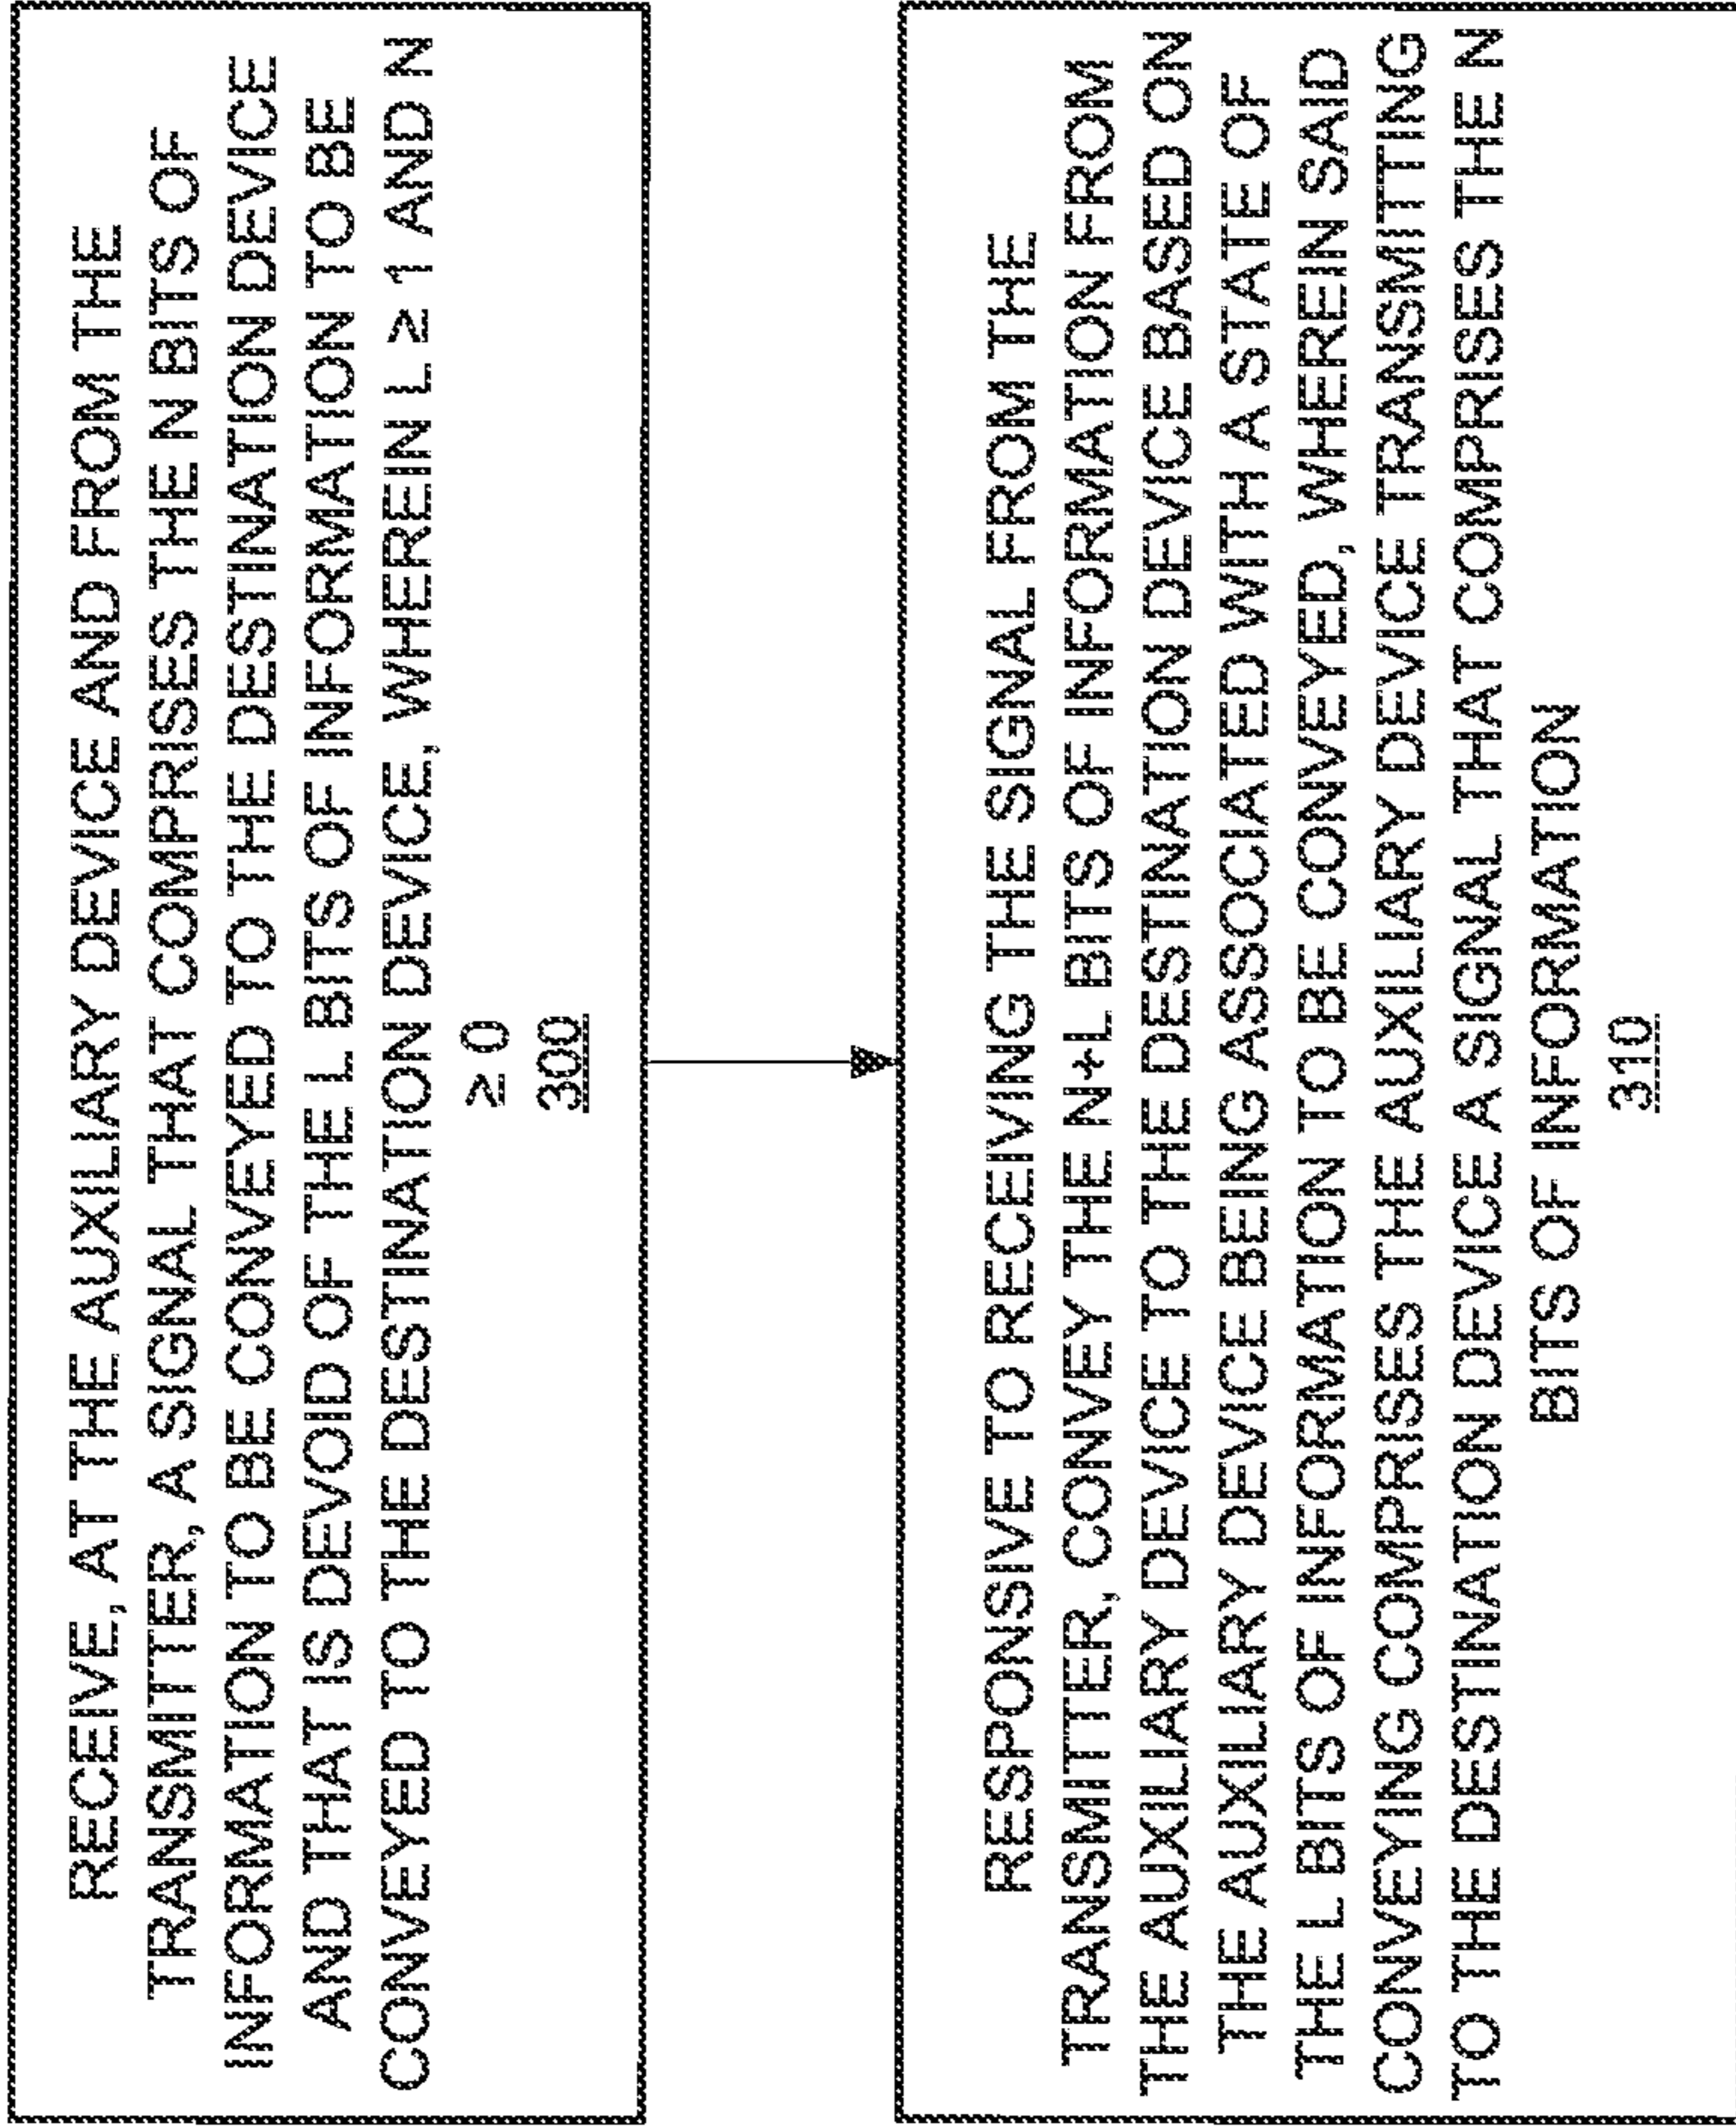 RECEIVE, AT THE AUXILIARY DEVICE AND FROM THE
TRANSMITTER, A SIGNAL THAT COMPRISES THE N BITS OF
INFORMATION TO BE CONVEYED TO THE DESTINATION DEVICE
AND THAT IS DEVOID OF THE L BITS OF INFORMATION TO BE
CONVEYED TO THE DESTINATION DEVICE, WHEREIN L ≥ 1 AND N
≥ 0
300
RESPONSIVE TO RECEIVING THE SIGNAL FROM THE
TRANSMITTER, CONVEY THE N+L BITS OF INFORMATION FROM
THE AUXILIARY DEVICE TO THE DESTINATION DEVICE BASED ON
THE AUXILIARY DEVICE BEING ASSOCIATED WITH A STATE OF
THE L BITS OF INFORMATION TO BE CONVEYED, WHEREIN SAID
CONVEYING COMPRISES THE AUXILIARY DEVICE TRANSMITTING
TO THE DESTINATION DEVICE A SIGNAL THAT COMPRISES THE N
BITS OF INFORMATION
310